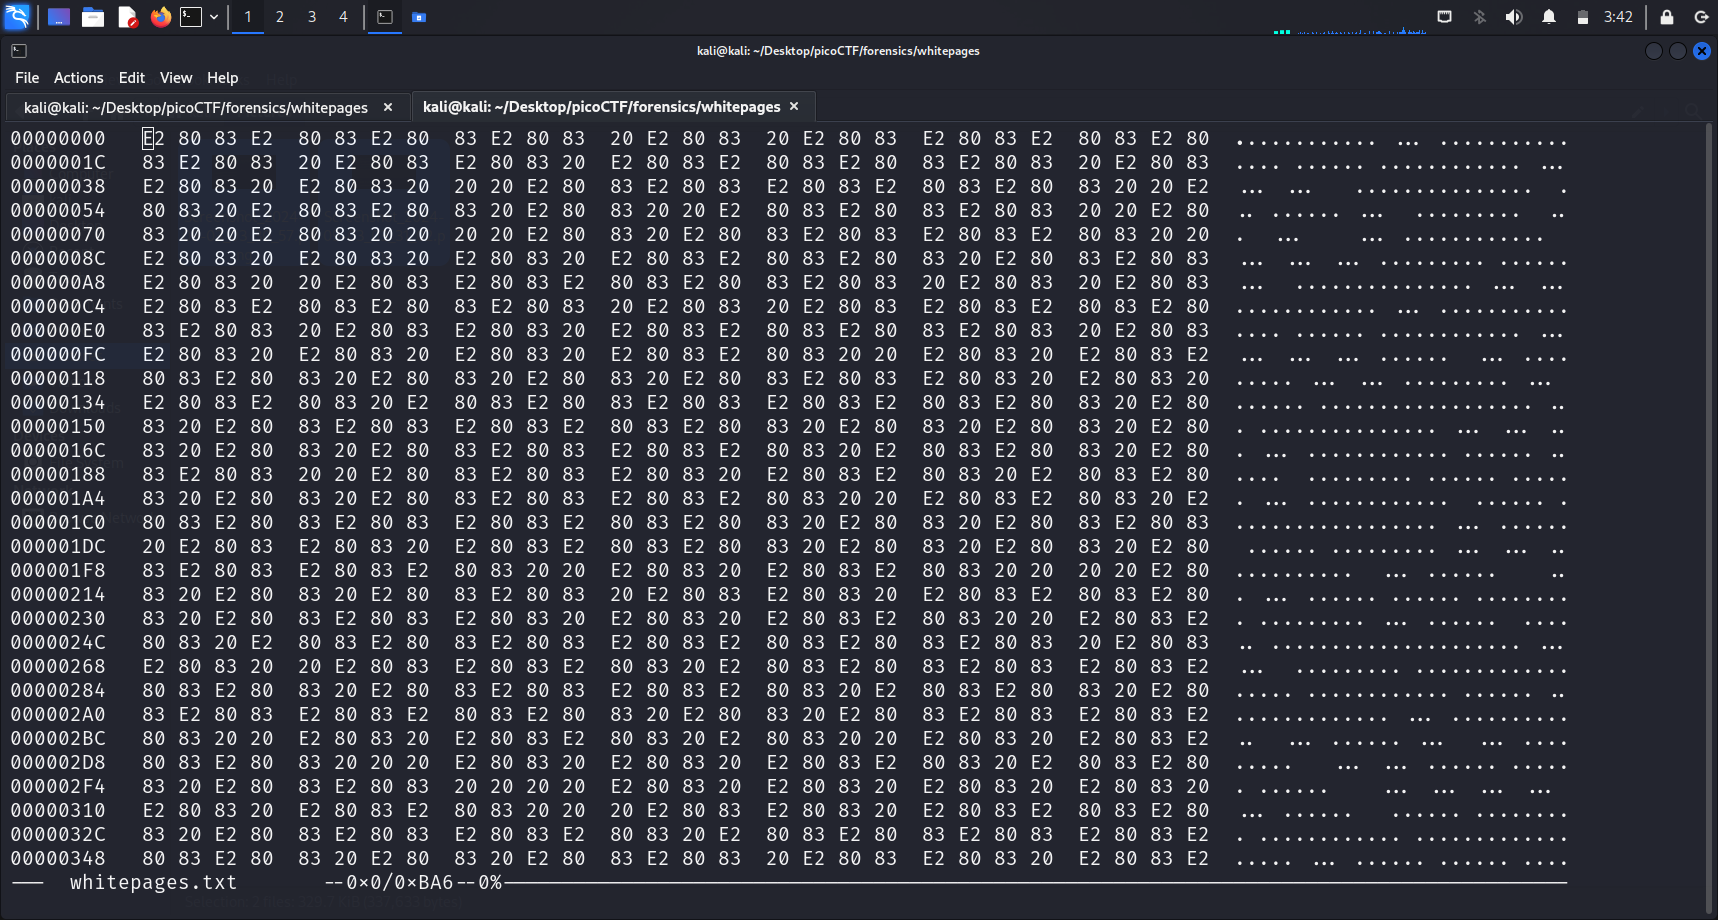 1 2 3 4 3:42
kali@kali: ~/Desktop/picoCTF/forensics/whitepages
File Actions Edit View Help
kali@kali: ~/Desktop/picoCTF/forensics/whitepages × kali@kali: ~/Desktop/picoCTF/forensics/whitepages ×
00000000 E2 80 83 E2 80 83 E2 80 83 E2 80 83 20 E2 80 83 20 E2 80 83 E2 80 83 E2 80 83 E2 80 ............ ... ...........
0000001C 83 E2 80 83 20 E2 80 83 E2 80 83 20 E2 80 83 E2 80 83 E2 80 83 E2 80 83 20 E2 80 83 .... ...... ............ ...
00000038 E2 80 83 20 E2 80 83 20 20 20 E2 80 83 E2 80 83 E2 80 83 E2 80 83 E2 80 83 20 20 E2 ... ...   ...............  .
00000054 80 83 20 E2 80 83 E2 80 83 20 E2 80 83 20 20 E2 80 83 E2 80 83 E2 80 83 20 20 E2 80 .. ...... ...  .........  ..
00000070 83 20 20 E2 80 83 20 20 20 20 E2 80 83 20 E2 80 83 E2 80 83 E2 80 83 E2 80 83 20 20 .  ...    ... ............  
0000008C E2 80 83 20 E2 80 83 20 E2 80 83 20 E2 80 83 E2 80 83 E2 80 83 20 E2 80 83 E2 80 83 ... ... ... ......... ......
000000A8 E2 80 83 20 20 E2 80 83 E2 80 83 E2 80 83 E2 80 83 E2 80 83 20 E2 80 83 20 E2 80 83 ...  ............... ... ...
000000C4 E2 80 83 E2 80 83 E2 80 83 E2 80 83 20 E2 80 83 20 E2 80 83 E2 80 83 E2 80 83 E2 80 ............ ... ...........
000000E0 83 E2 80 83 20 E2 80 83 E2 80 83 20 E2 80 83 E2 80 83 E2 80 83 E2 80 83 20 E2 80 83 .... ...... ............ ...
000000FC E2 80 83 20 E2 80 83 20 E2 80 83 20 E2 80 83 E2 80 83 20 20 E2 80 83 20 E2 80 83 E2 ... ... ... ......  ... ....
00000118 80 83 E2 80 83 20 E2 80 83 20 E2 80 83 20 E2 80 83 E2 80 83 E2 80 83 20 E2 80 83 20 ..... ... ... ......... ... 
00000134 E2 80 83 E2 80 83 20 E2 80 83 E2 80 83 E2 80 83 E2 80 83 E2 80 83 E2 80 83 20 E2 80 ...... .................. ..
00000150 83 20 E2 80 83 E2 80 83 E2 80 83 E2 80 83 E2 80 83 20 E2 80 83 20 E2 80 83 20 E2 80 . ............... ... ... ..
0000016C 83 20 E2 80 83 20 E2 80 83 E2 80 83 E2 80 83 E2 80 83 20 E2 80 83 E2 80 83 20 E2 80 . ... ............ ...... ..
00000188 83 E2 80 83 20 20 E2 80 83 E2 80 83 E2 80 83 20 E2 80 83 E2 80 83 20 E2 80 83 E2 80 ....  ......... ...... .....
000001A4 83 20 E2 80 83 20 E2 80 83 E2 80 83 E2 80 83 E2 80 83 20 20 E2 80 83 E2 80 83 20 E2 . ... ............  ...... .
000001C0 80 83 E2 80 83 E2 80 83 E2 80 83 E2 80 83 E2 80 83 20 E2 80 83 20 E2 80 83 E2 80 83 ................. ... ......
000001DC 20 E2 80 83 E2 80 83 20 E2 80 83 E2 80 83 E2 80 83 20 E2 80 83 20 E2 80 83 20 E2 80  ...... ......... ... ... ..
000001F8 83 E2 80 83 E2 80 83 E2 80 83 20 20 E2 80 83 20 E2 80 83 E2 80 83 20 20 20 20 E2 80 ..........  ... ......    ..
00000214 83 20 E2 80 83 20 E2 80 83 E2 80 83 20 E2 80 83 E2 80 83 20 E2 80 83 E2 80 83 E2 80 . ... ...... ...... ........
00000230 83 20 E2 80 83 E2 80 83 E2 80 83 20 E2 80 83 20 E2 80 83 E2 80 83 20 20 E2 80 83 E2 . ......... ... ......  ....
0000024C 80 83 20 E2 80 83 E2 80 83 E2 80 83 E2 80 83 E2 80 83 E2 80 83 E2 80 83 20 E2 80 83 .. ..................... ...
00000268 E2 80 83 20 20 E2 80 83 E2 80 83 E2 80 83 20 E2 80 83 E2 80 83 E2 80 83 20 E2 80 83 E2 ...  ......... ......... ....
00000284 80 83 E2 80 83 20 E2 80 83 E2 80 83 E2 80 83 E2 80 83 20 E2 80 83 E2 80 83 20 E2 80 ..... ............ ...... ..
000002A0 83 E2 80 83 E2 80 83 E2 80 83 E2 80 83 20 E2 80 83 20 E2 80 83 E2 80 83 E2 80 83 E2 ............. ... ..........
000002BC 80 83 20 20 E2 80 83 20 E2 80 83 E2 80 83 20 E2 80 83 20 20 E2 80 83 20 E2 80 83 E2 ..  ... ...... ...  ... ....
000002D8 80 83 E2 80 83 20 20 20 E2 80 83 20 E2 80 83 20 E2 80 83 E2 80 83 20 E2 80 83 E2 80 .....   ... ... ...... .....
000002F4 83 20 E2 80 83 E2 80 83 20 20 20 20 E2 80 83 20 E2 80 83 20 E2 80 83 20 E2 80 83 20 . ......    ... ... ... ... 
00000310 E2 80 83 20 E2 80 83 E2 80 83 20 20 20 E2 80 83 E2 80 83 20 E2 80 83 E2 80 83 E2 80 ... ......   ...... ........
0000032C 83 20 E2 80 83 E2 80 83 E2 80 83 E2 80 83 20 E2 80 83 E2 80 83 E2 80 83 E2 80 83 E2 . ............ .............
00000348 80 83 E2 80 83 20 E2 80 83 20 E2 80 83 E2 80 83 20 E2 80 83 E2 80 83 20 E2 80 83 E2 ..... ... ...... ...... ....
── whitepages.txt --0×0/0×BA6--0%──